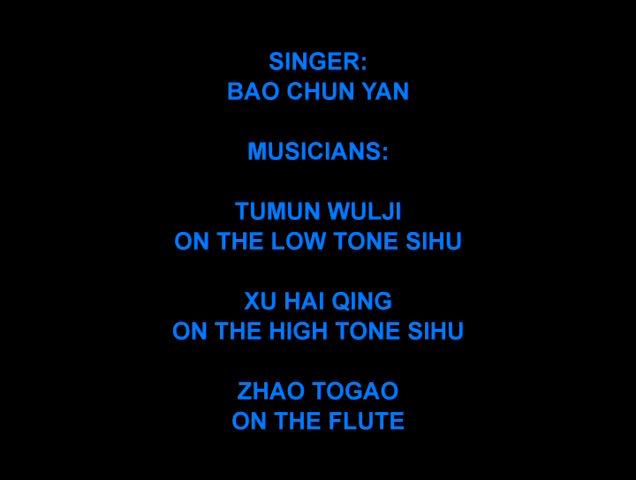 SINGER:
BAO CHUN YAN
MUSICIANS:
TUMUN WULJI
ON THE LOW TONE SIHU
XU HAI QING
ON THE HIGH TONE SIHU
ZHAO TOGAO
ON THE FLUTE